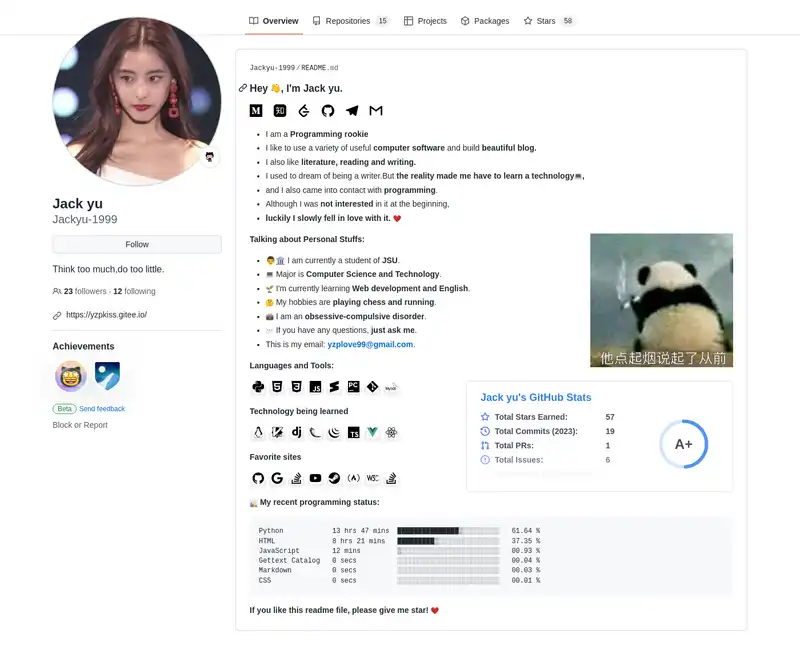 Overview
Repositories 15
Projects
Packages
Stars 58
Jack yu
Jackyu-1999
Follow
Think too much,do too little.
23 followers · 12 following
https://yzpkiss.gitee.io/
Achievements
Beta Send feedback
Block or Report
Jackyu-1999 / README.md
Hey 👋, I'm Jack yu.
I am a Programming rookie
I like to use a variety of useful computer software and build beautiful blog.
I also like literature, reading and writing.
I used to dream of being a writer.But the reality made me have to learn a technology💻,
and I also came into contact with programming.
Although I was not interested in it at the beginning,
luckily I slowly fell in love with it. ❤️
Talking about Personal Stuffs:
👨🏛️ I am currently a student of JSU.
💻 Major is Computer Science and Technology.
🌱 I'm currently learning Web development and English.
🤔 My hobbies are playing chess and running.
💼 I am an obsessive-compulsive disorder.
If you have any questions, just ask me.
This is my email: yzplove99@gmail.com.
他点起烟说起了从前
Languages and Tools:
Technology being learned
Favorite sites
Jack yu's GitHub Stats
Total Stars Earned: 57
Total Commits (2023): 19
Total PRs: 1
Total Issues: 6
A+
My recent programming status:
Python 13 hrs 47 mins 61.64 %
HTML 8 hrs 21 mins 37.35 %
JavaScript 12 mins 00.93 %
Gettext Catalog 0 secs 00.04 %
Markdown 0 secs 00.03 %
CSS 0 secs 00.01 %
If you like this readme file, please give me star! ❤️